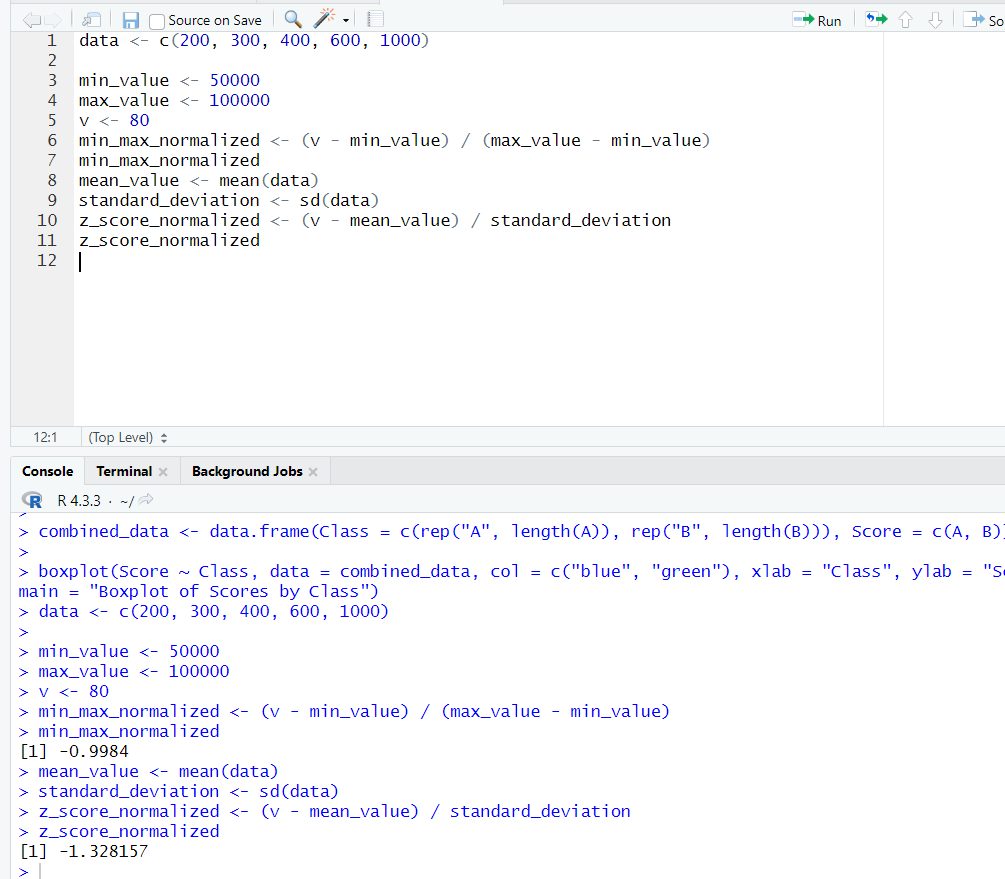 Source on Save Run So
1 data <- c(200, 300, 400, 600, 1000)
2
3 min_value <- 50000
4 max_value <- 100000
5 v <- 80
6 min_max_normalized <- (v - min_value) / (max_value - min_value)
7 min_max_normalized
8 mean_value <- mean(data)
9 standard_deviation <- sd(data)
10 z_score_normalized <- (v - mean_value) / standard_deviation
11 z_score_normalized
12
12:1 (Top Level)
Console Terminal Background Jobs
R R 4.3.3 · ~/
>
> combined_data <- data.frame(Class = c(rep("A", length(A)), rep("B", length(B))), Score = c(A, B))
>
> boxplot(Score ~ Class, data = combined_data, col = c("blue", "green"), xlab = "Class", ylab = "S
main = "Boxplot of Scores by Class")
> data <- c(200, 300, 400, 600, 1000)
>
> min_value <- 50000
> max_value <- 100000
> v <- 80
> min_max_normalized <- (v - min_value) / (max_value - min_value)
> min_max_normalized
[1] -0.9984
> mean_value <- mean(data)
> standard_deviation <- sd(data)
> z_score_normalized <- (v - mean_value) / standard_deviation
> z_score_normalized
[1] -1.328157
>